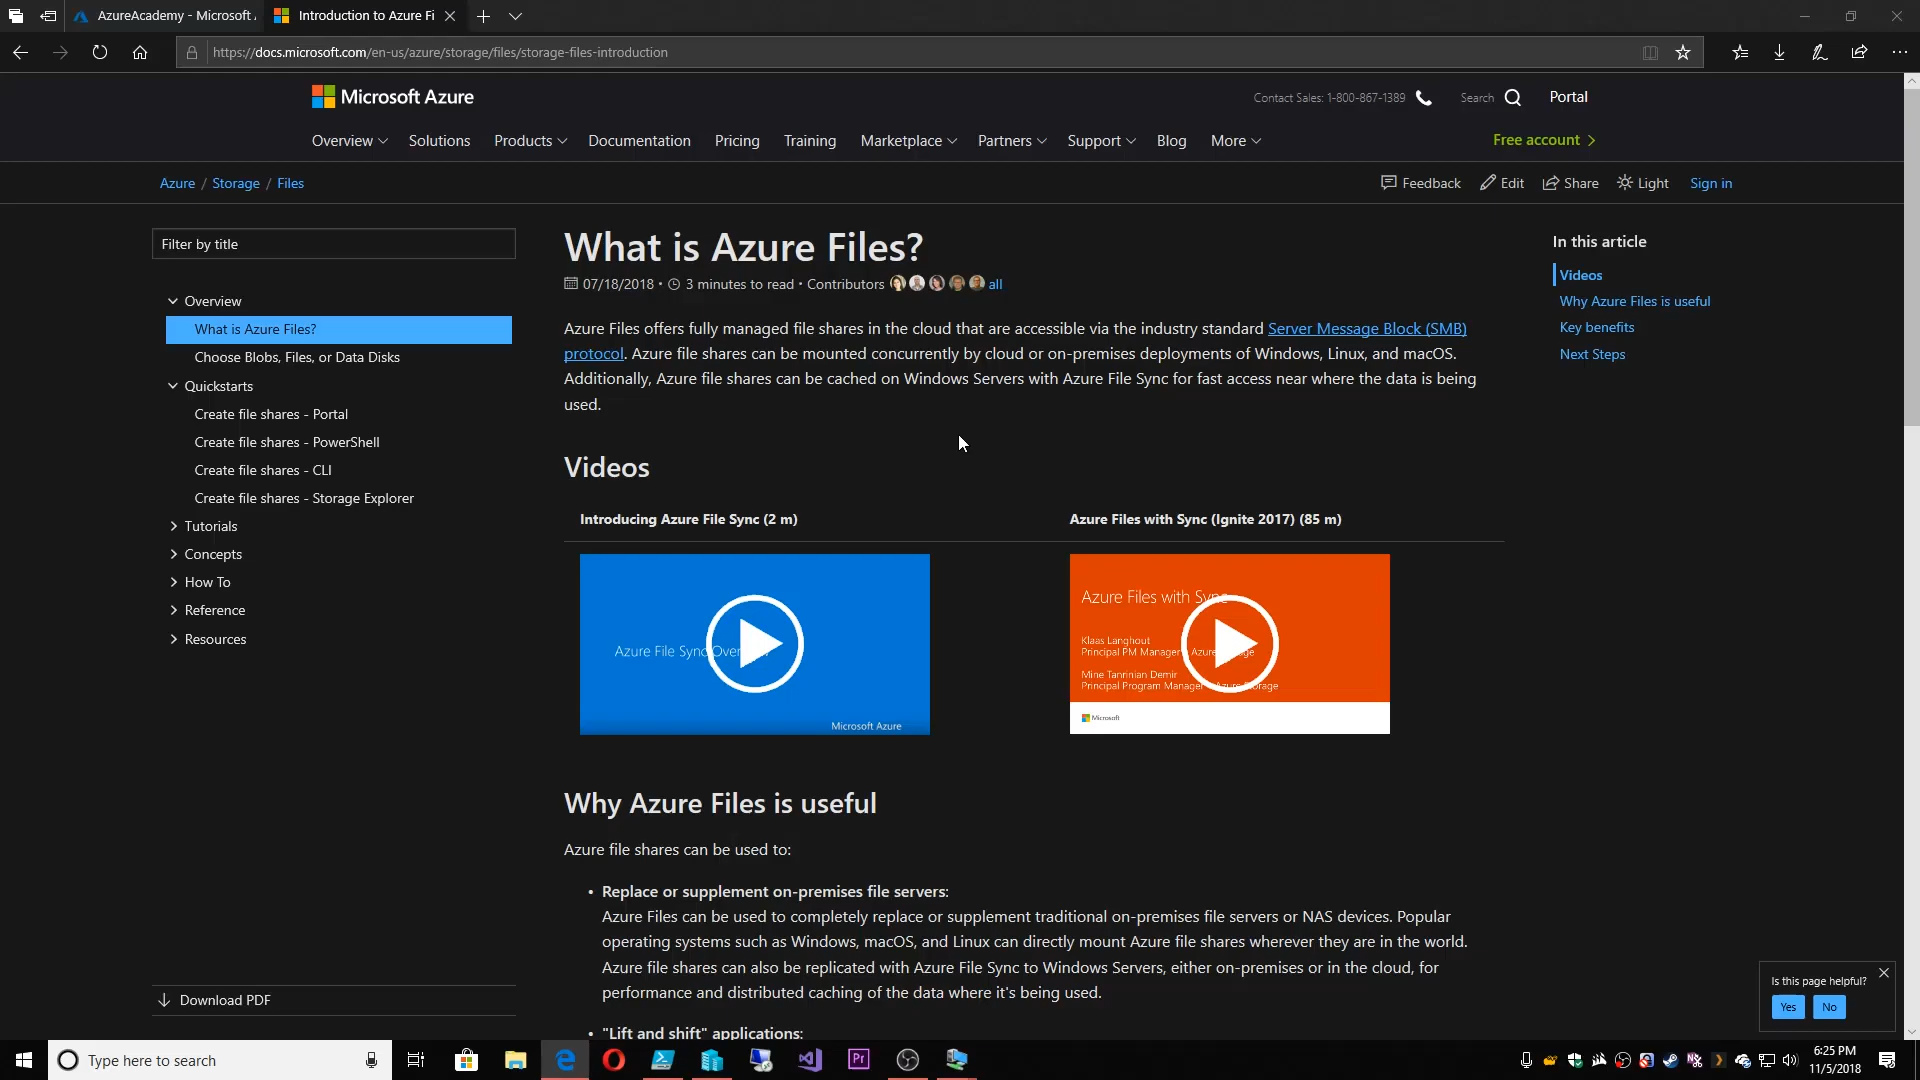 AzureAcademy - Microsoft
Introduction to Azure Fi
https://docs.microsoft.com/en-us/azure/storage/files/storage-files-introduction
Microsoft Azure
Contact Sales: 1-800-867-1389
Search
Portal
Overview
Solutions
Products
Documentation
Pricing
Training
Marketplace
Partners
Support
Blog
More
Free account
Azure / Storage / Files
Feedback
Edit
Share
Light
Sign in
Filter by title
Overview
What is Azure Files?
Choose Blobs, Files, or Data Disks
Quickstarts
Create file shares - Portal
Create file shares - PowerShell
Create file shares - CLI
Create file shares - Storage Explorer
Tutorials
Concepts
How To
Reference
Resources
Download PDF
What is Azure Files?
07/18/2018 • 3 minutes to read • Contributors all
Azure Files offers fully managed file shares in the cloud that are accessible via the industry standard Server Message Block (SMB)
protocol. Azure file shares can be mounted concurrently by cloud or on-premises deployments of Windows, Linux, and macOS.
Additionally, Azure file shares can be cached on Windows Servers with Azure File Sync for fast access near where the data is being
used.
Videos
Introducing Azure File Sync (2 m)
Azure Files with Sync (Ignite 2017) (85 m)
Azure File Sync
Microsoft Azure
Azure Files with Sync
Klaas Langhout
Principal PM Manager
Mine Tanrinian Demir
Principal Program Manager
Microsoft
Why Azure Files is useful
Azure file shares can be used to:
• Replace or supplement on-premises file servers:
Azure Files can be used to completely replace or supplement traditional on-premises file servers or NAS devices. Popular
operating systems such as Windows, macOS, and Linux can directly mount Azure file shares wherever they are in the world.
Azure file shares can also be replicated with Azure File Sync to Windows Servers, either on-premises or in the cloud, for
performance and distributed caching of the data where it's being used.
• "Lift and shift" applications:
In this article
Videos
Why Azure Files is useful
Key benefits
Next Steps
Is this page helpful?
Yes
No
Type here to search
Pr
6:25 PM
11/5/2018